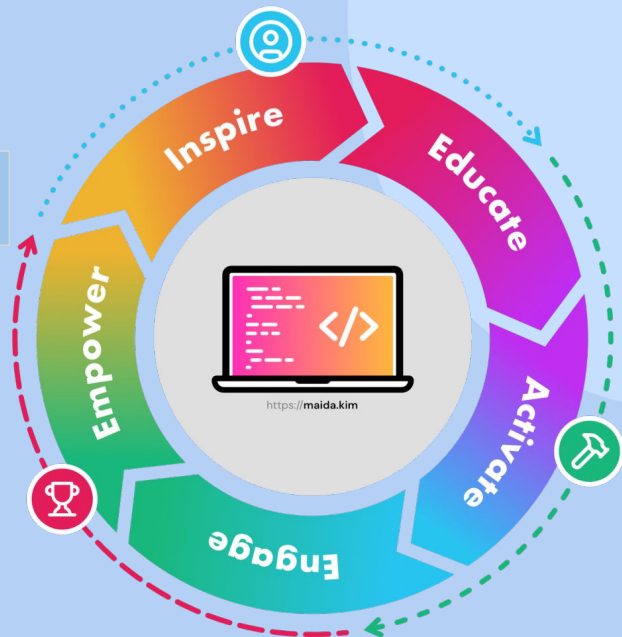 Inspire
Educate
Activate
Engage
Empower
</>
https://maida.kim